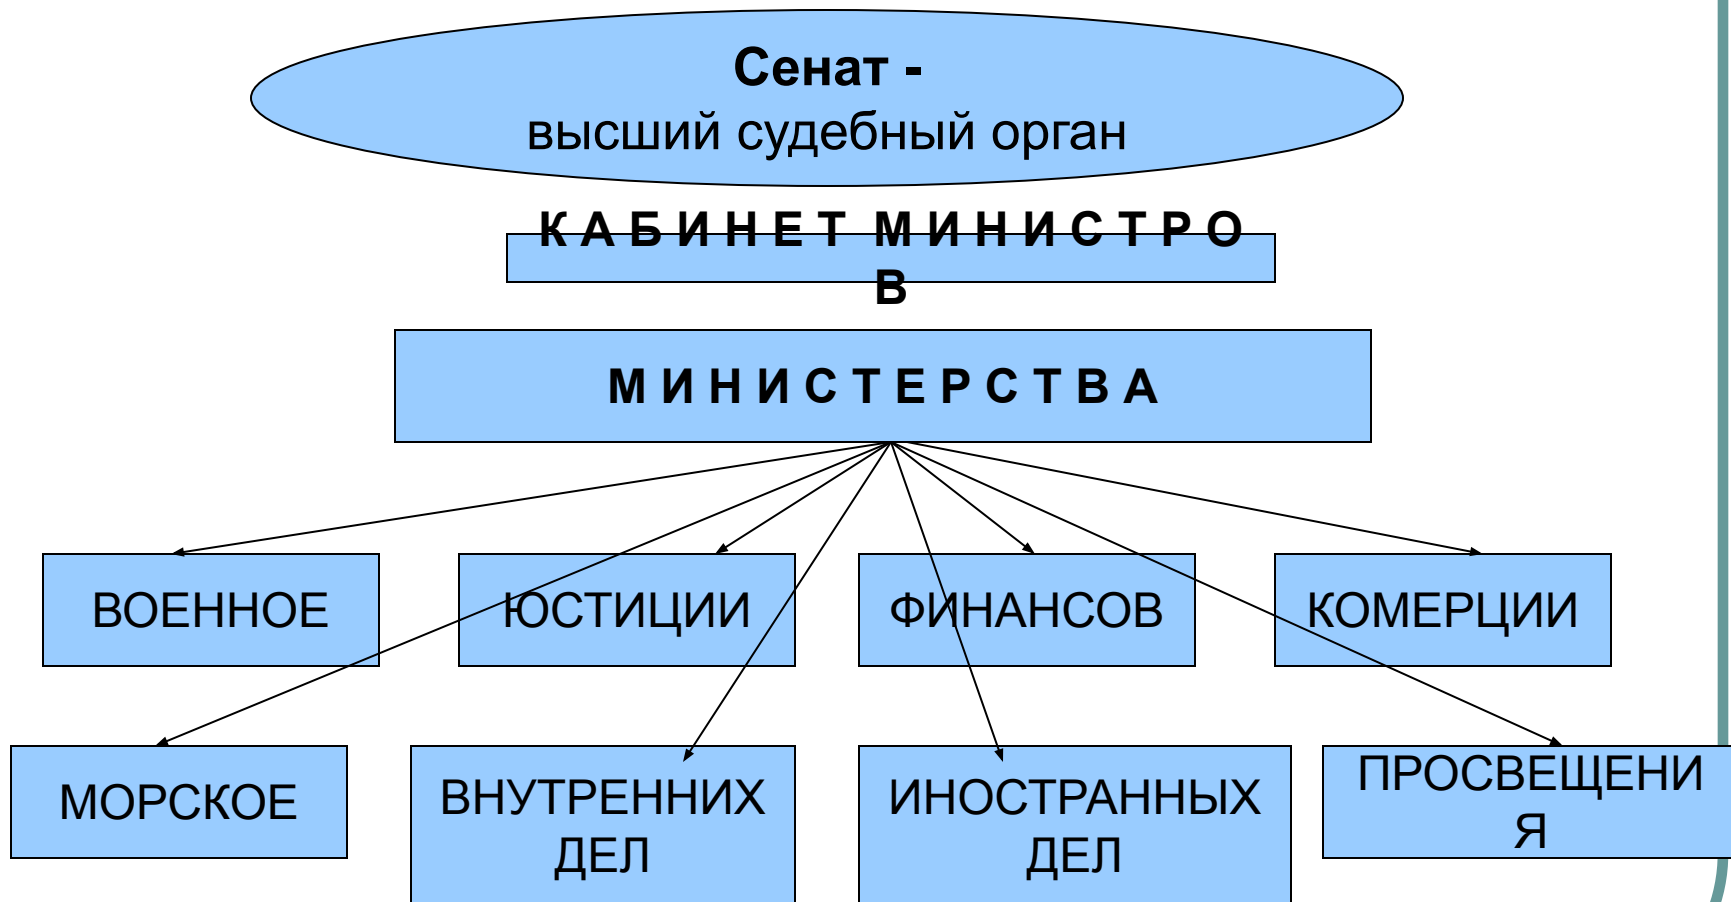 Сенат -
высший судебный орган
К А Б И Н Е Т М И Н И С Т Р О
В
М И Н И С Т Е Р С Т В А
ВОЕННОЕ
ЮСТИЦИИ
ФИНАНСОВ
КОМЕРЦИИ
МОРСКОЕ
ВНУТРЕННИХ
ДЕЛ
ИНОСТРАННЫХ
ДЕЛ
ПРОСВЕЩЕНИ
Я